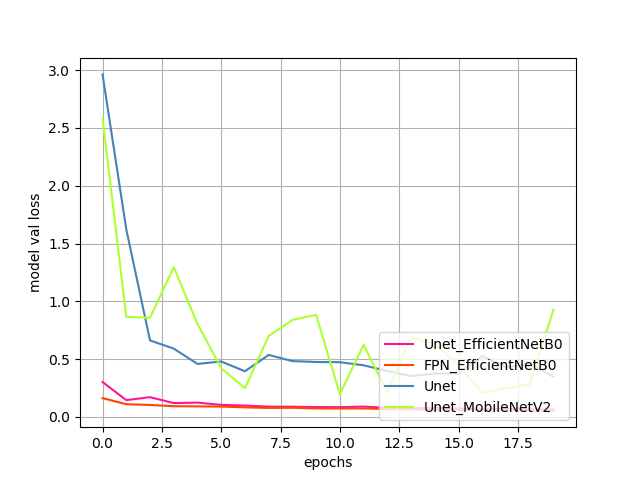 3.0
2.5
2.0
1.5
1.0
0.5
0.0
model val loss
Unet_EfficientNetB0
FPN_EfficientNetB0
Unet
Unet_MobileNetV2
0.0 2.5 5.0 7.5 10.0 12.5 15.0 17.5
epochs